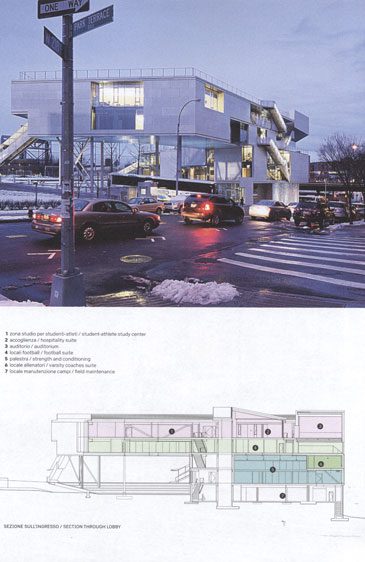 ONE WAY
PARK TERRACE
1 zona studio per studenti-atleti / student-athlete study center
2 accoglienza / hospitality suite
3 auditorio / auditorium
4 locali football / football suite
5 palestrini / strength and conditioning
6 locale allenatori / varsity coaches suite
7 locale manutenzione campi / field maintenance
1
2
3
4
5
6
7
SEZIONE SULL'INGRESSO / SECTION THROUGH LOBBY